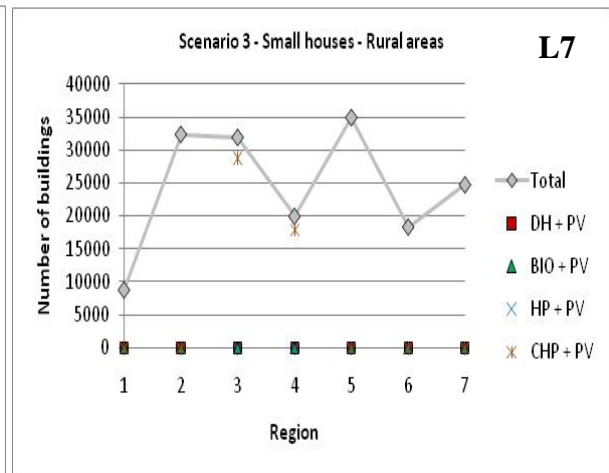 Scenario 3 - Small houses - Rural areas
L7
Number of buildings
40000
35000
30000
25000
20000
15000
10000
5000
0
1 2 3 4 5 6 7
Region
Total
DH + PV
BIO + PV
HP + PV
CHP + PV